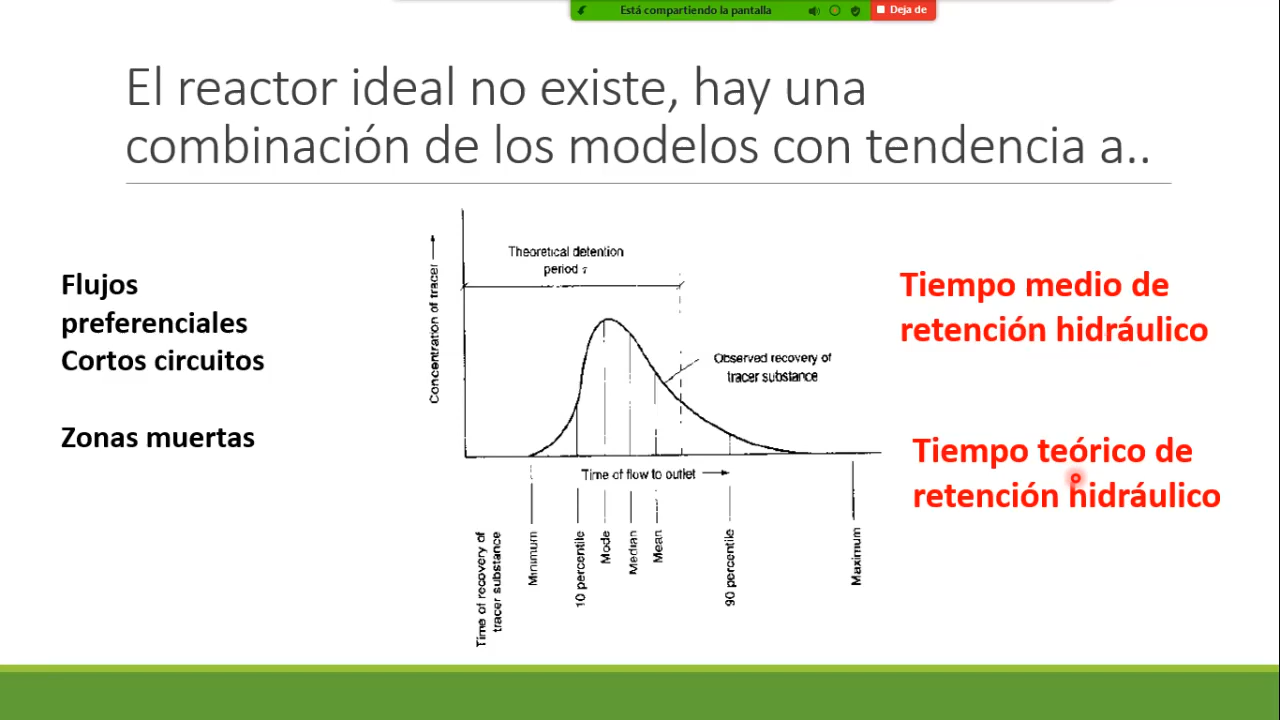 Está compartiendo la pantalla
Deja de
El reactor ideal no existe, hay una
combinación de los modelos con tendencia a..
Flujos
preferenciales
Cortos circuitos
Zonas muertas
Concentration of tracer
Theoretical detention
period τ
Observed recovery of
tracer substance
Time of flow to outlet
Time of recovery of
tracer substance
Minimum
10 percentile
Mode
Median
Mean
90 percentile
Maximum
Tiempo medio de
retención hidráulico
Tiempo teórico de
retención hidráulico